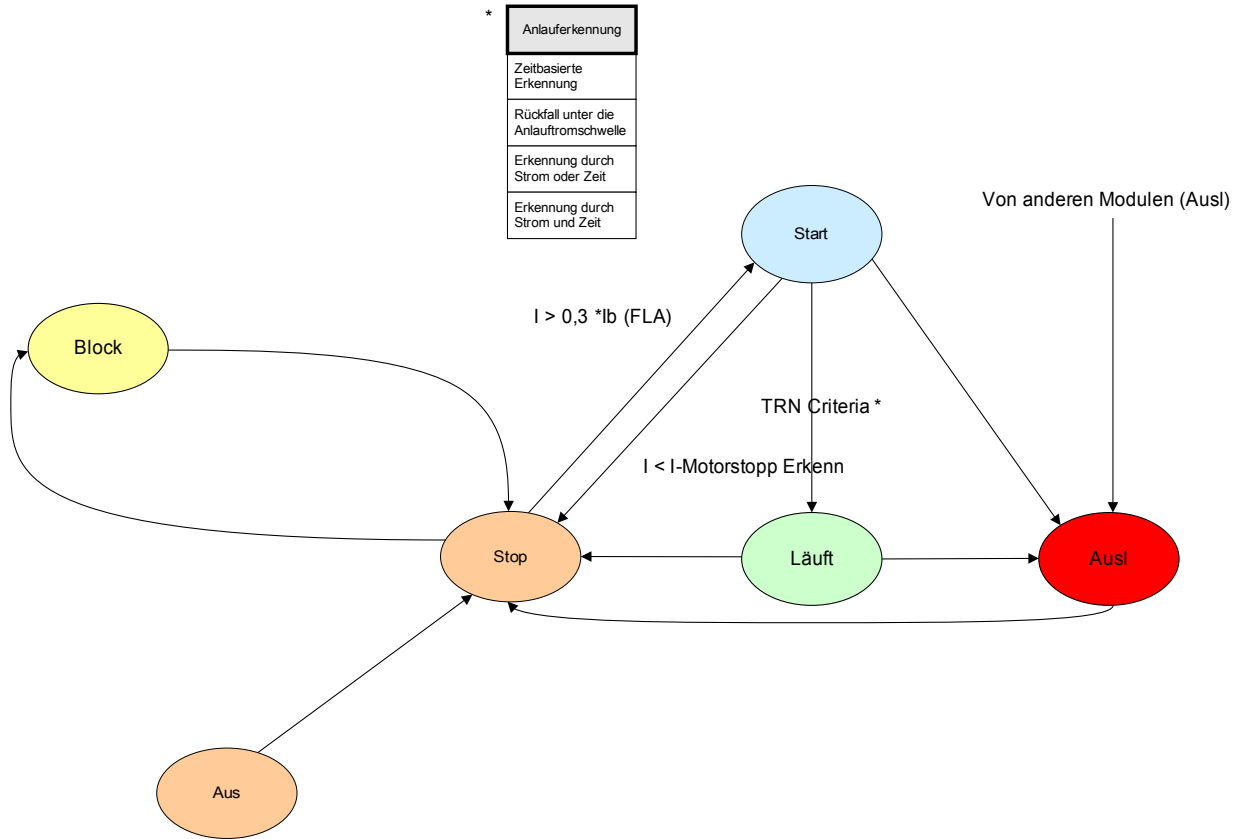 *
Anlauferkennung
Zeitbasierte
Erkennung
Rückfall unter die
Anlauftromschwelle
Erkennung durch
Strom oder Zeit
Erkennung durch
Strom und Zeit
Start
Von anderen Modulen (Ausl)
I > 0,3 *Ib (FLA)
Block
TRN Criteria *
I < I-Motorstopp Erkenn
Stop
Läuft
Ausl
Aus